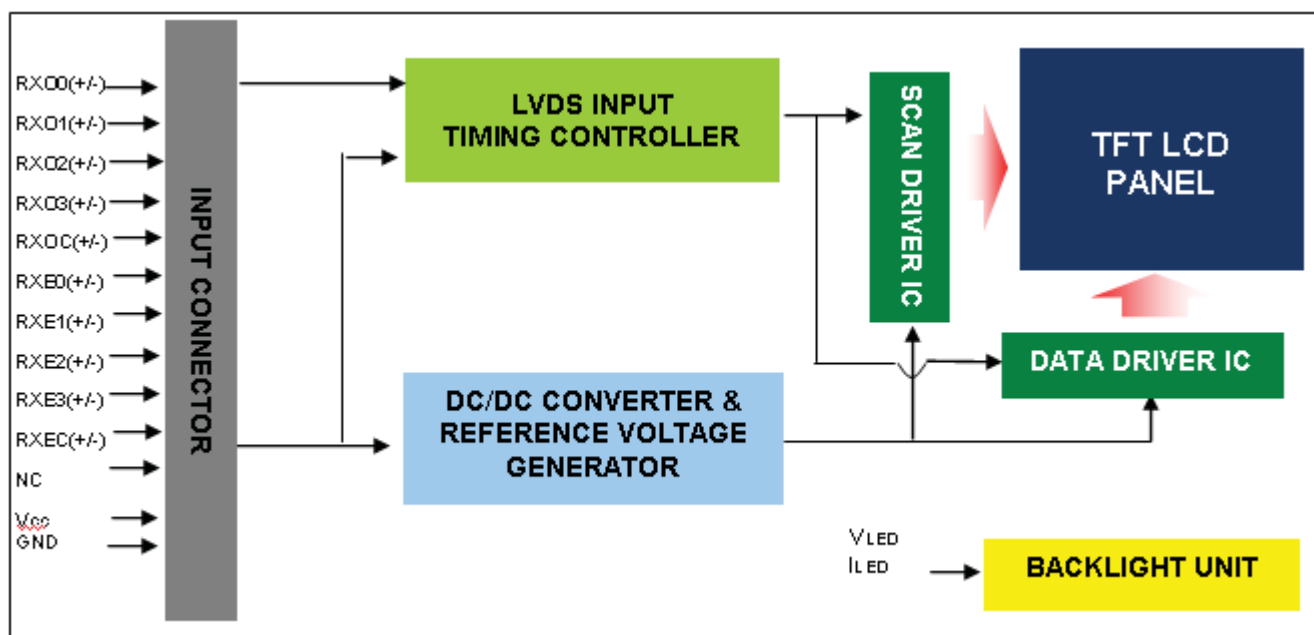 RXO0(+/-)
RXO1(+/-)
RXO2(+/-)
RXO3(+/-)
RXOC(+/-)
RXE0(+/-)
RXE1(+/-)
RXE2(+/-)
RXE3(+/-)
RXEC(+/-)
NC
Vcc
GND
INPUT CONNECTOR
LVDS INPUT
TIMING CONTROLLER
DC/DC CONVERTER &
REFERENCE VOLTAGE
GENERATOR
SCAN DRIVER IC
TFT LCD
PANEL
DATA DRIVER IC
VLED
ILED
BACKLIGHT UNIT